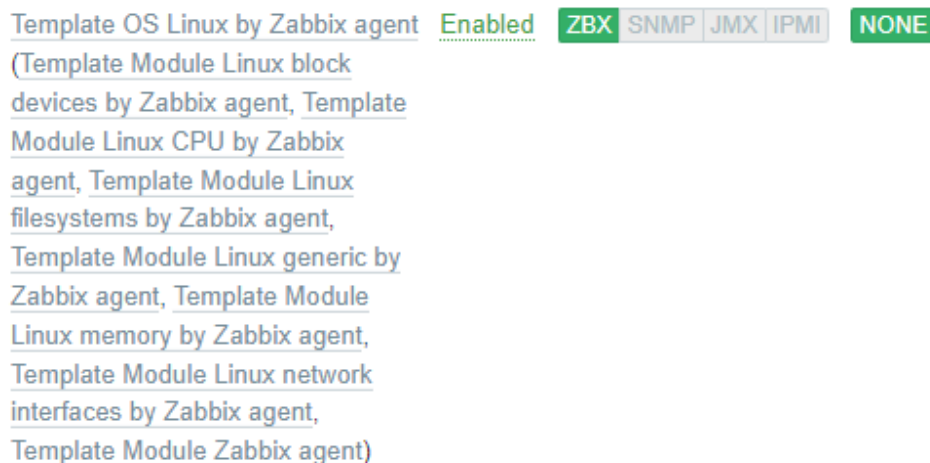 Template OS Linux by Zabbix agent Enabled ZBX SNMP JMX IPMI NONE
(Template Module Linux block
devices by Zabbix agent, Template
Module Linux CPU by Zabbix
agent, Template Module Linux
filesystems by Zabbix agent,
Template Module Linux generic by
Zabbix agent, Template Module
Linux memory by Zabbix agent,
Template Module Linux network
interfaces by Zabbix agent,
Template Module Zabbix agent)